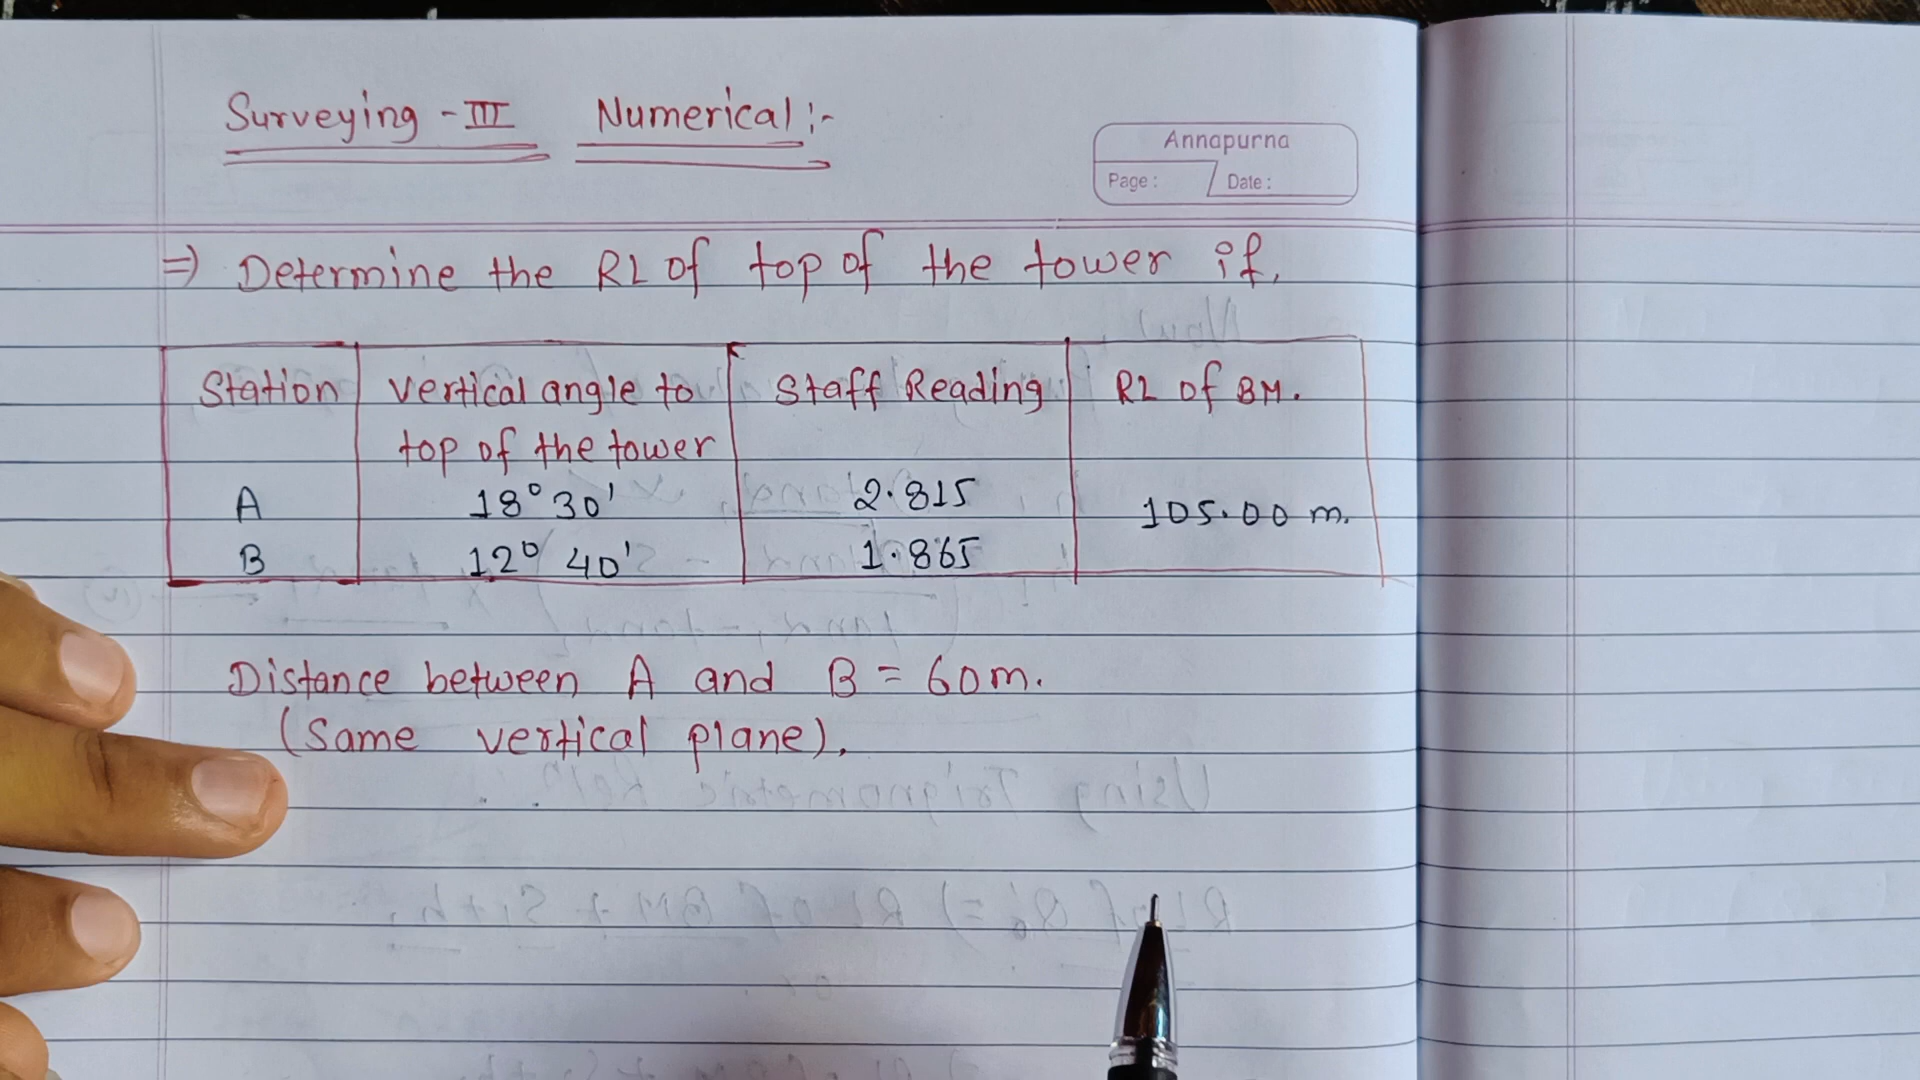 Surveying - III Numerical :-
Annapurna
Page : Date :
=> Determine the RL of top of the tower if,
Station | Vertical angle to top of the tower | Staff Reading | RL of BM.
A | 18° 30' | 2.815 | 105.00 m.
B | 12° 40' | 1.865
Distance between A and B = 60m.
(Same vertical plane).